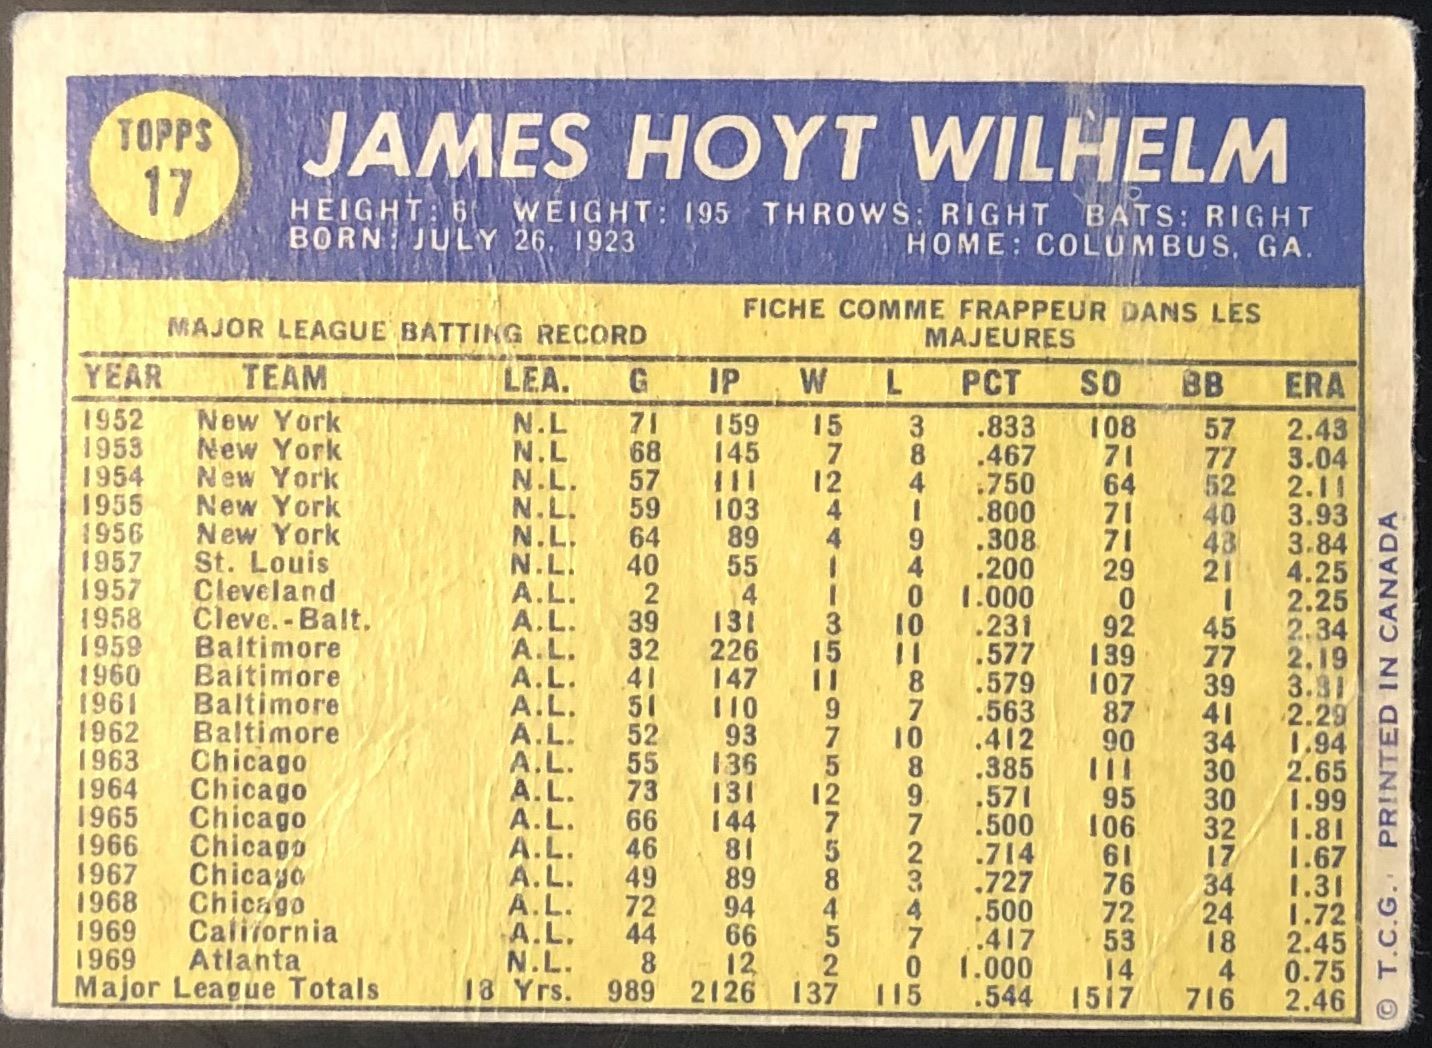 TOPPS
17
JAMES HOYT WILHELM
HEIGHT: 6' WEIGHT: 195 THROWS: RIGHT BATS: RIGHT
BORN: JULY 26, 1923 HOME: COLUMBUS, GA.
MAJOR LEAGUE BATTING RECORD
FICHE COMME FRAPPEUR DANS LES
MAJEURES
YEAR TEAM LEA. G IP W L PCT SO BB ERA
1952 New York N.L 71 159 15 3 .833 108 57 2.43
1953 New York N.L 68 145 7 8 .467 71 77 3.04
1954 New York N.L. 57 111 12 4 .750 64 52 2.11
1955 New York N.L. 59 103 4 1 .800 71 40 3.93
1956 New York N.L. 64 89 4 9 .308 71 43 3.84
1957 St. Louis N.L. 40 55 1 4 .200 29 21 4.25
1957 Cleveland A.L. 2 4 1 0 1.000 0 1 2.25
1958 Cleve.-Balt. A.L. 39 131 3 10 .231 92 45 2.34
1959 Baltimore A.L. 32 226 15 11 .577 139 77 2.19
1960 Baltimore A.L. 41 147 11 8 .579 107 39 3.31
1961 Baltimore A.L. 51 110 9 7 .563 87 41 2.29
1962 Baltimore A.L. 52 93 7 10 .412 90 34 1.94
1963 Chicago A.L. 55 136 5 8 .385 111 30 2.65
1964 Chicago A.L. 73 131 12 9 .571 95 30 1.99
1965 Chicago A.L. 66 144 7 7 .500 106 32 1.81
1966 Chicago A.L. 46 81 5 2 .714 61 17 1.67
1967 Chicago A.L. 49 89 8 3 .727 76 34 1.31
1968 Chicago A.L. 72 94 4 4 .500 72 24 1.72
1969 California A.L. 44 66 5 7 .417 53 18 2.45
1969 Atlanta N.L. 8 12 2 0 1.000 14 4 0.75
Major League Totals 18 Yrs. 989 2126 137 115 .544 1517 716 2.46
© T.C.G. PRINTED IN CANADA